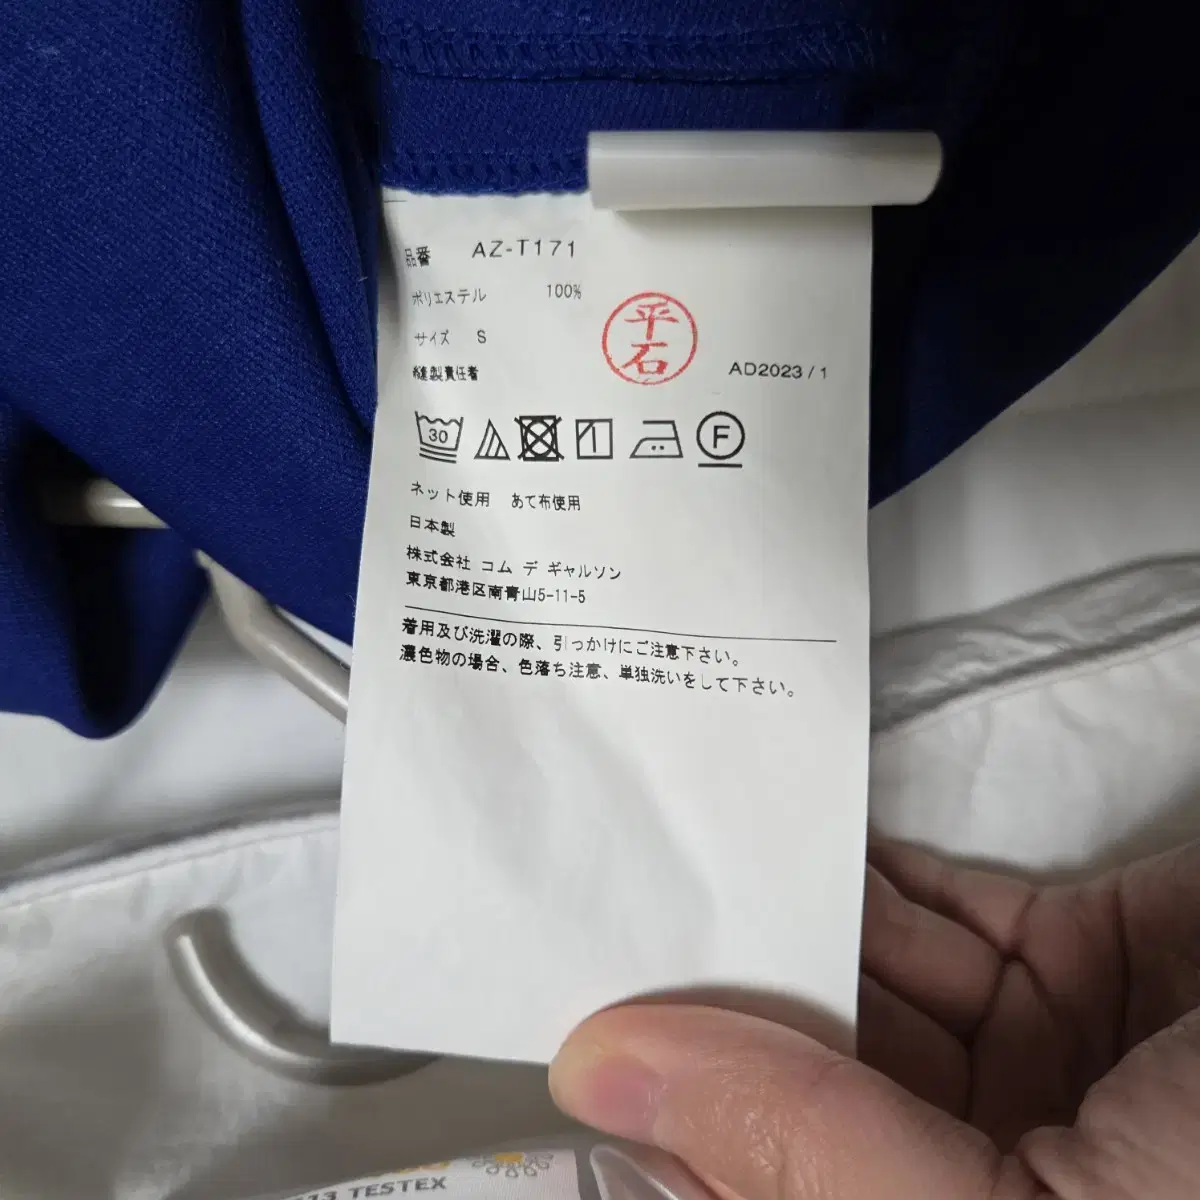 品番 AZ-T171
ポリエステル 100%
サイズ S
縫製責任者
平石
AD2023/1
30
F
ネット使用 あて布使用
日本製
株式会社 コム デ ギャルソン
東京都港区南青山5-11-5
着用及び洗濯の際、引っかけにご注意下さい。
濃色物の場合、色落ち注意、単独洗いをして下さい。
13 TESTEX